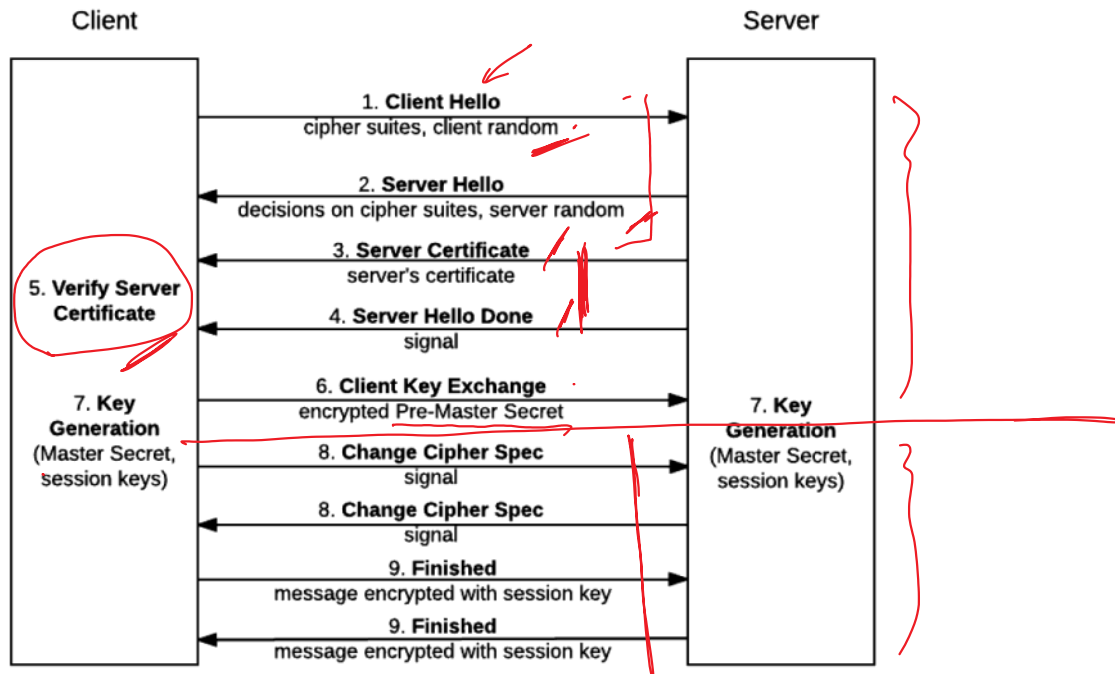 Client
Server
1. Client Hello
cipher suites, client random
2. Server Hello
decisions on cipher suites, server random
3. Server Certificate
server's certificate
5. Verify Server
Certificate
4. Server Hello Done
signal
6. Client Key Exchange
encrypted Pre-Master Secret
7. Key
Generation
(Master Secret,
session keys)
7. Key
Generation
(Master Secret,
session keys)
8. Change Cipher Spec
signal
8. Change Cipher Spec
signal
9. Finished
message encrypted with session key
9. Finished
message encrypted with session key